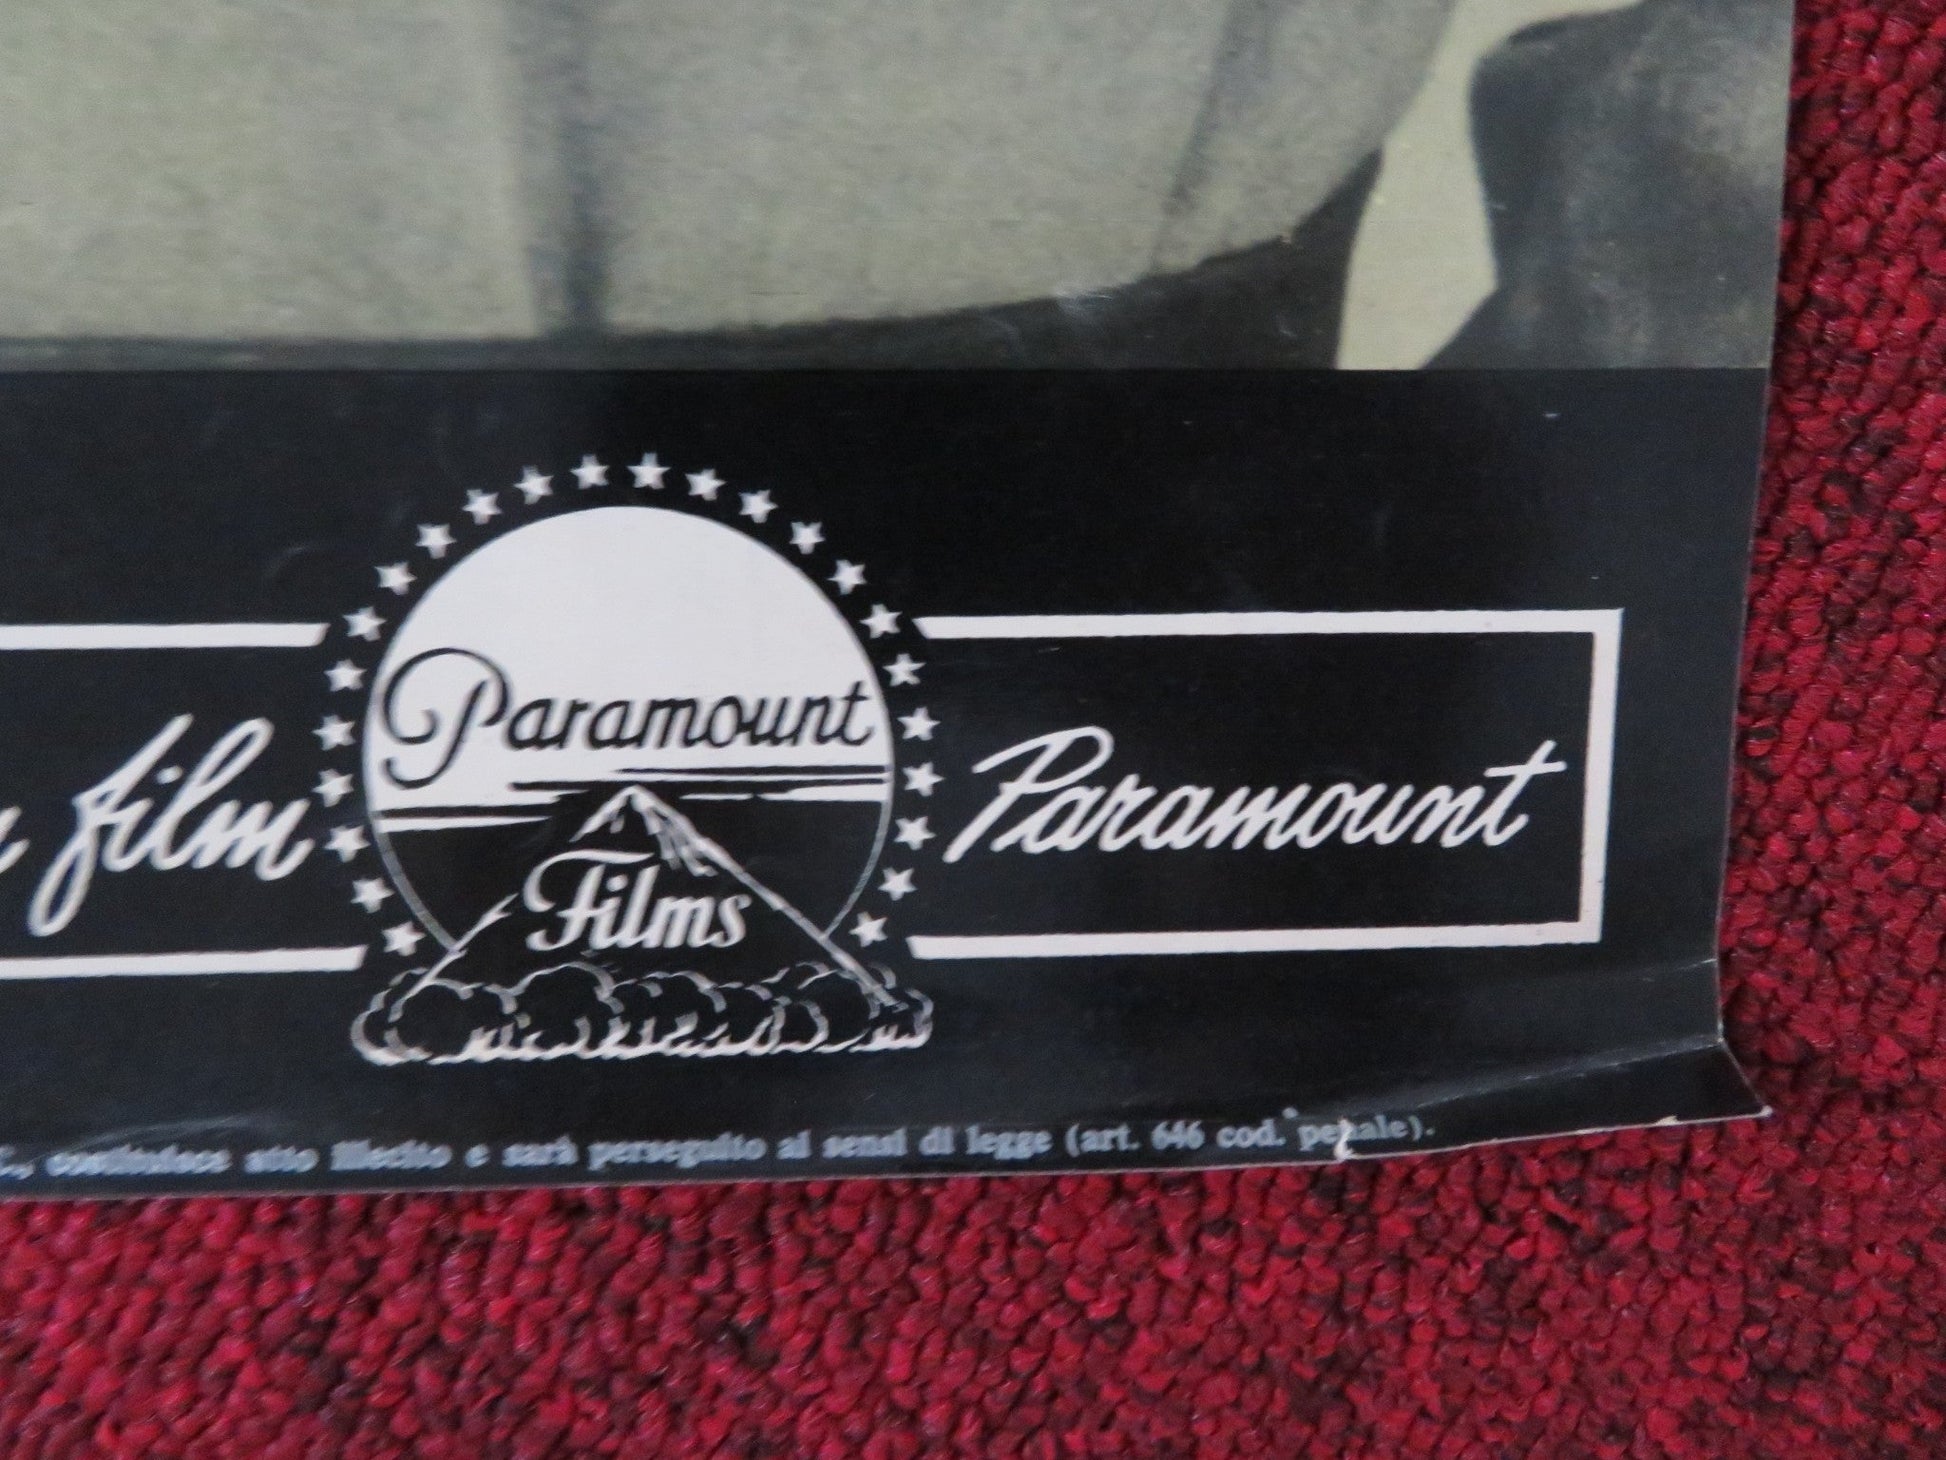 film Paramount Films Paramount
costituisce atto illecito e sarà perseguito ai sensi di legge (art. 646 cod. penale).